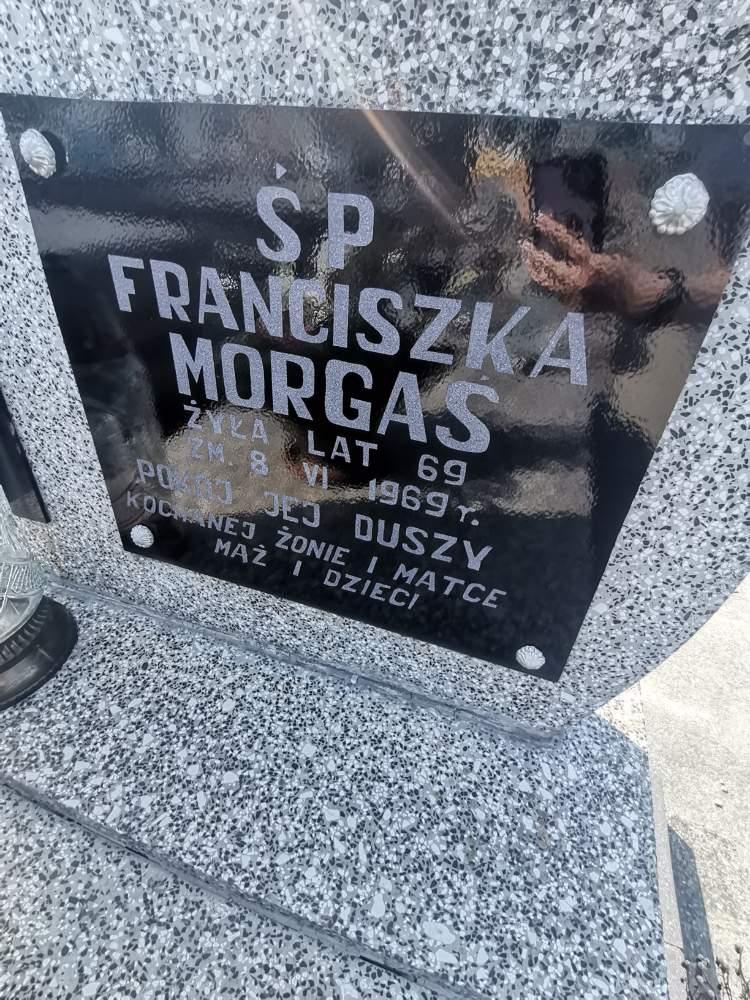 ŚP
FRANCISZKA
MORGAŚ
ŻYŁA LAT 69
ZM. 8 VI 1969 r.
POKÓJ JEJ DUSZY
KOCHANEJ ŻONIE I MATCE
MĄŻ I DZIECI